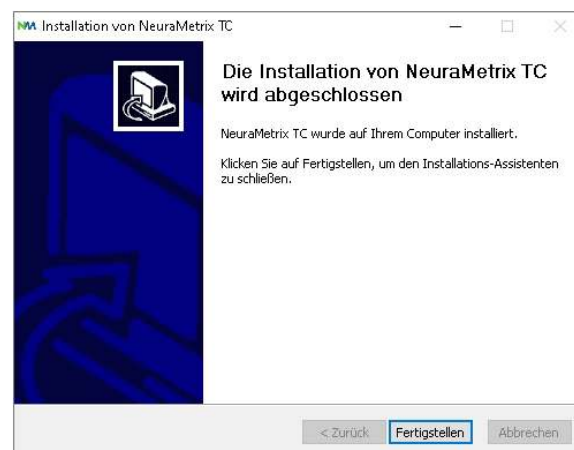 NM Installation von NeuraMetrix TC
Die Installation von NeuraMetrix TC
wird abgeschlossen
NeuraMetrix TC wurde auf Ihrem Computer installiert.
Klicken Sie auf Fertigstellen, um den Installations-Assistenten
zu schließen.
< Zurück Fertigstellen Abbrechen